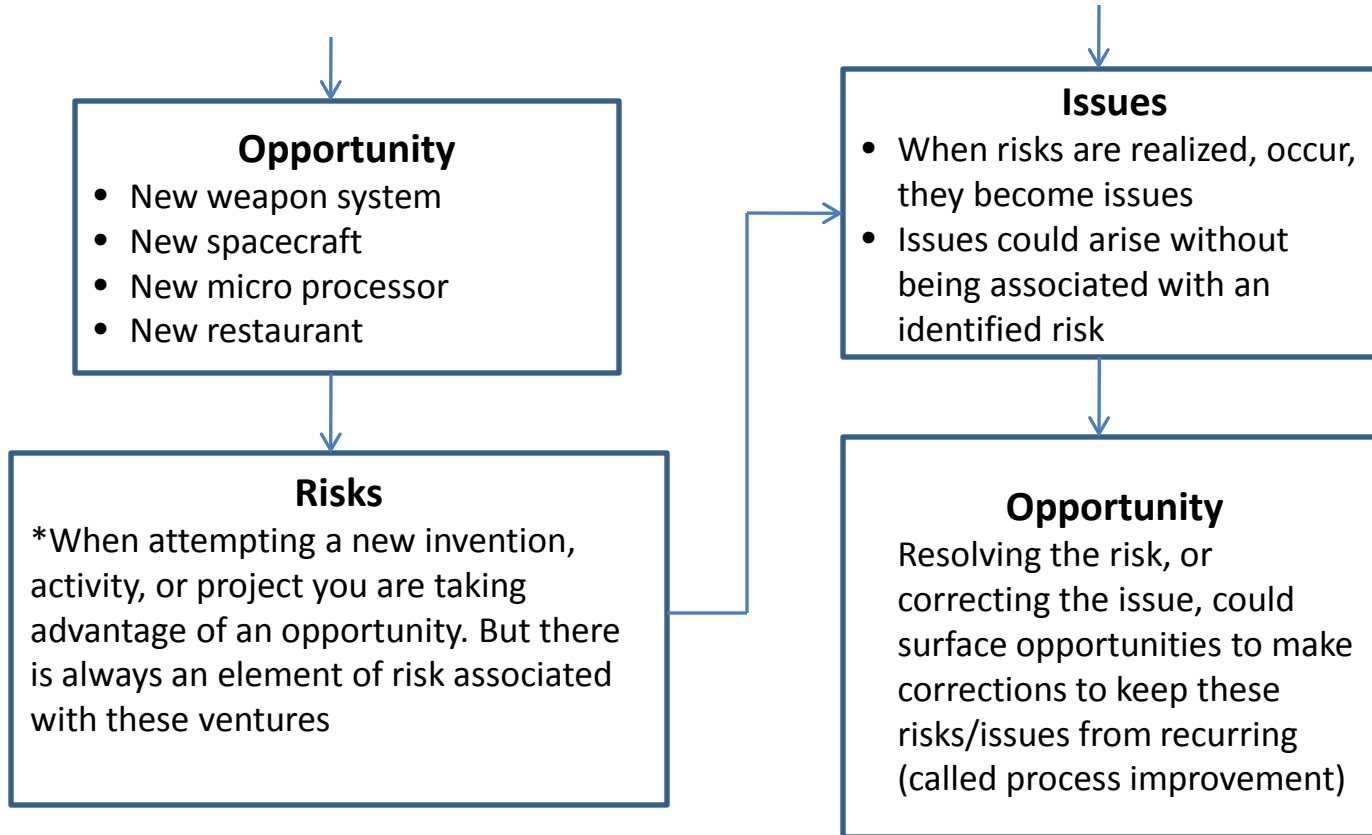 Opportunity
• New weapon system
• New spacecraft
• New micro processor
• New restaurant
Risks
*When attempting a new invention,
activity, or project you are taking
advantage of an opportunity. But there
is always an element of risk associated
with these ventures
Issues
• When risks are realized, occur,
they become issues
• Issues could arise without
being associated with an
identified risk
Opportunity
Resolving the risk, or
correcting the issue, could
surface opportunities to make
corrections to keep these
risks/issues from recurring
(called process improvement)